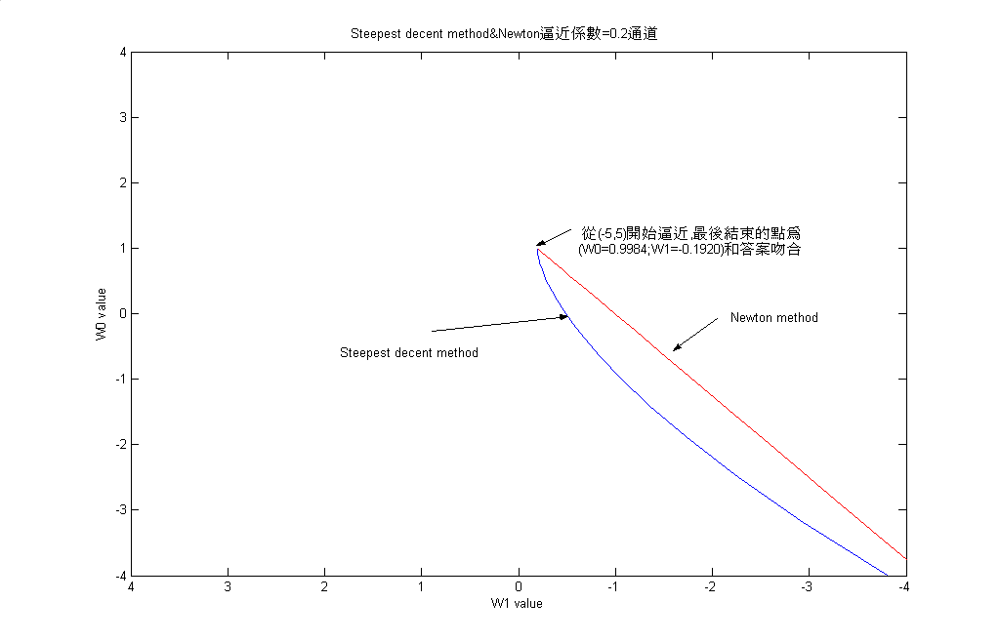 Steepest decent method&Newton逼近係數=0.2通道
4
3
2
1
0
-1
-2
-3
-4
W0 value
從(-5,5)開始逼近,最後結束的點爲
(W0=0.9984;W1=-0.1920)和答案吻合
Newton method
Steepest decent method
4
3
2
1
0
-1
-2
-3
-4
W1 value